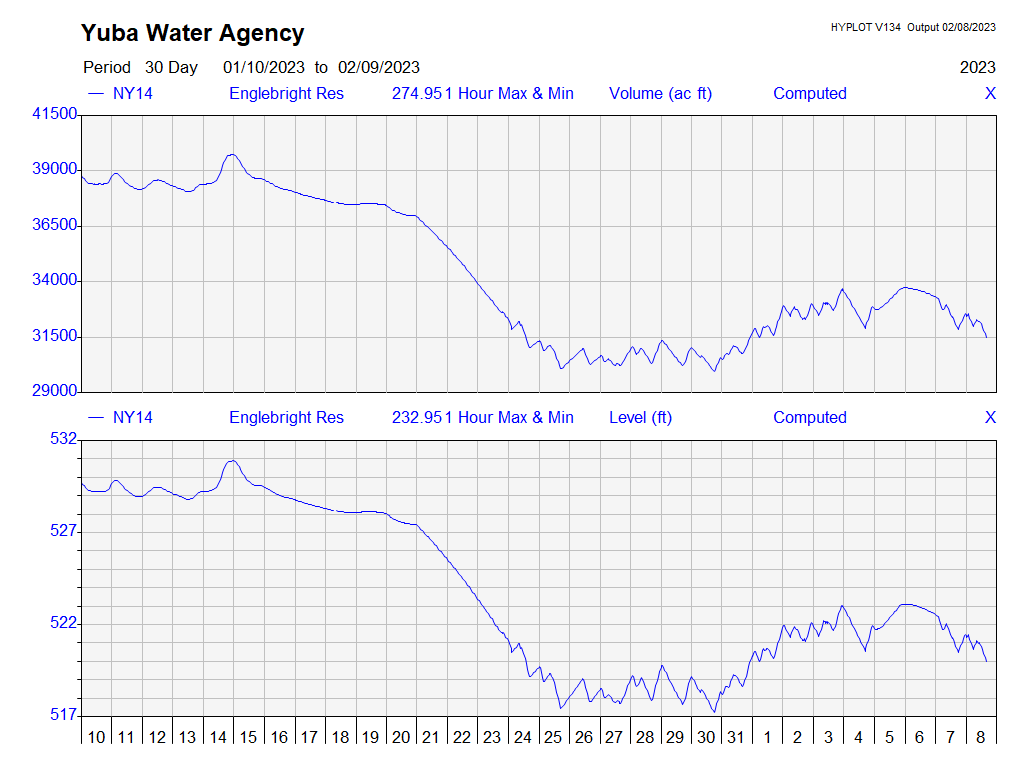 Yuba Water Agency
HYPLOT V134 Output 02/08/2023
Period 30 Day 01/10/2023 to 02/09/2023
2023
NY14 Englebright Res 274.951 Hour Max & Min Volume (ac ft) Computed X
41500
39000
36500
34000
31500
29000
NY14 Englebright Res 232.951 Hour Max & Min Level (ft) Computed X
532
527
522
517
10 11 12 13 14 15 16 17 18 19 20 21 22 23 24 25 26 27 28 29 30 31 1 2 3 4 5 6 7 8